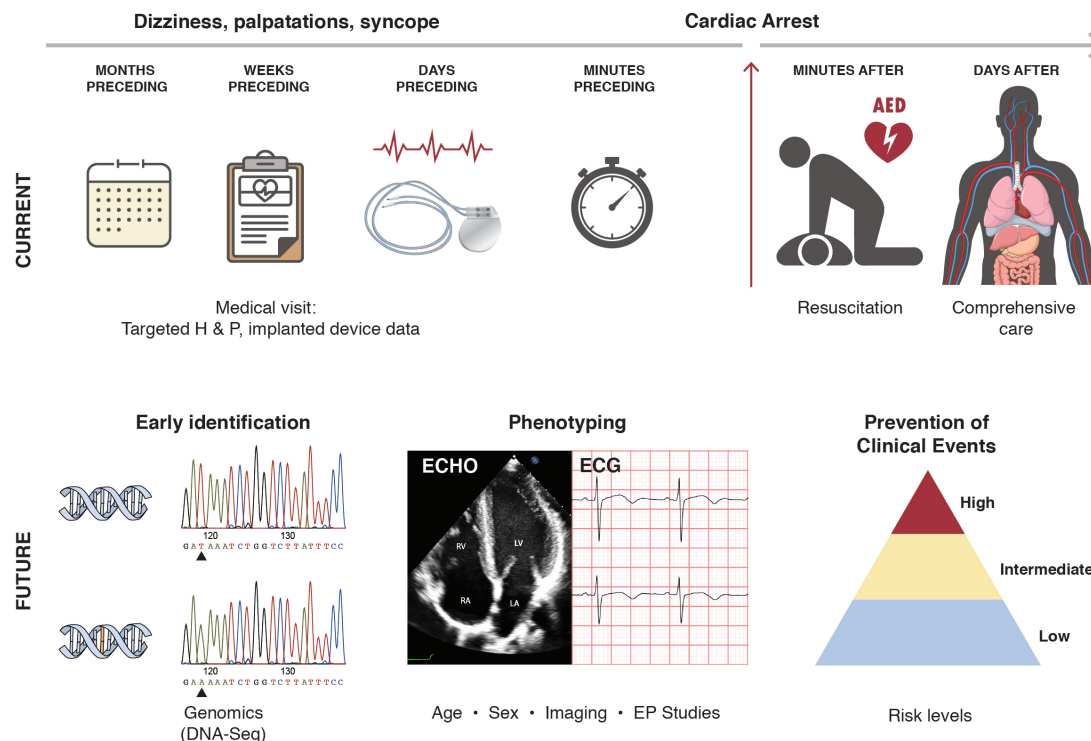 Dizziness, palpatations, syncope
Cardiac Arrest
MONTHS
PRECEDING
WEEKS
PRECEDING
DAYS
PRECEDING
MINUTES
PRECEDING
MINUTES AFTER
DAYS AFTER
AED
CURRENT
Medical visit:
Targeted H & P, implanted device data
Resuscitation
Comprehensive
care
FUTURE
Early identification
120 130
G A T A A A T C T G G T C T T A T T T C C
120 130
G A A A A A T C T G G T C T T A T T T C C
Genomics
(DNA-Seq)
Phenotyping
ECHO
ECG
RV
LV
RA
LA
Age • Sex • Imaging • EP Studies
Prevention of
Clinical Events
High
Intermediate
Low
Risk levels